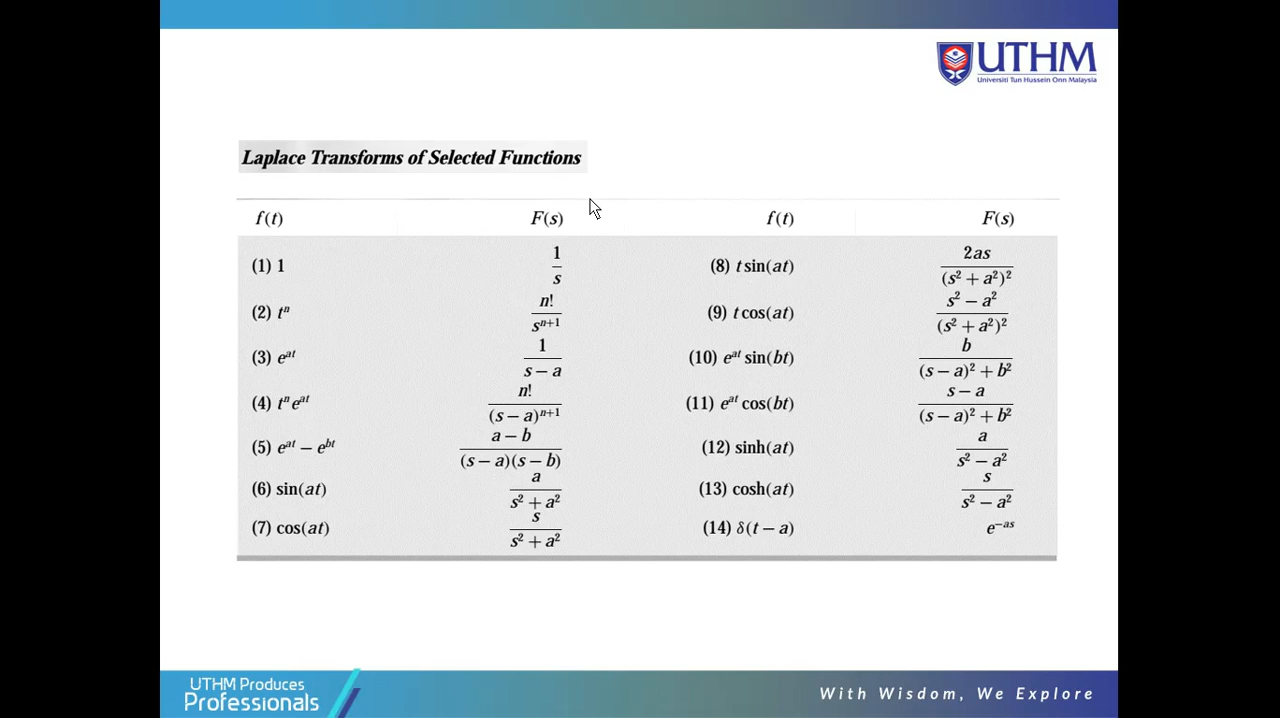 UTHM
Universiti Tun Hussein Onn Malaysia
Laplace Transforms of Selected Functions
f(t) F(s) f(t) F(s)
(1) 1 1/s (8) t sin(at) 2as/(s² + a²)²
(2) tⁿ n!/sⁿ⁺¹ (9) t cos(at) (s² − a²)/(s² + a²)²
(3) eᵃᵗ 1/(s − a) (10) eᵃᵗ sin(bt) b/((s − a)² + b²)
(4) tⁿeᵃᵗ n!/(s − a)ⁿ⁺¹ (11) eᵃᵗ cos(bt) (s − a)/((s − a)² + b²)
(5) eᵃᵗ − eᵇᵗ (a − b)/((s − a)(s − b)) (12) sinh(at) a/(s² − a²)
(6) sin(at) a/(s² + a²) (13) cosh(at) s/(s² − a²)
(7) cos(at) s/(s² + a²) (14) δ(t − a) e⁻ᵃˢ
UTHM Produces
Professionals
With Wisdom, We Explore